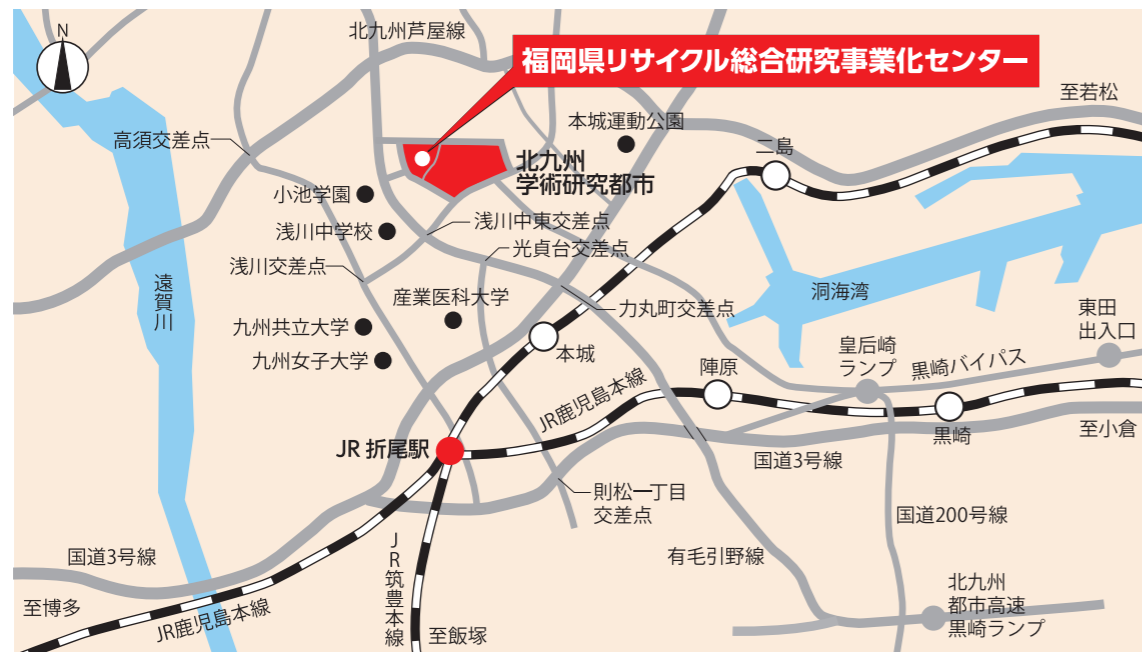 N
北九州芦屋線
福岡県リサイクル総合研究事業化センター
至若松
本城運動公園
二島
高須交差点
北九州
学術研究都市
小池学園
浅川中学校
浅川中東交差点
光貞台交差点
浅川交差点
遠賀川
産業医科大学
洞海湾
力丸町交差点
東田
出入口
九州共立大学
九州女子大学
本城
皇后崎
ランプ
黒崎バイパス
陣原
JR鹿児島本線
黒崎
至小倉
JR 折尾駅
国道3号線
則松一丁目
交差点
国道200号線
国道3号線
有毛引野線
JR筑豊本線
北九州
都市高速
黒崎ランプ
至博多
JR鹿児島本線
至飯塚